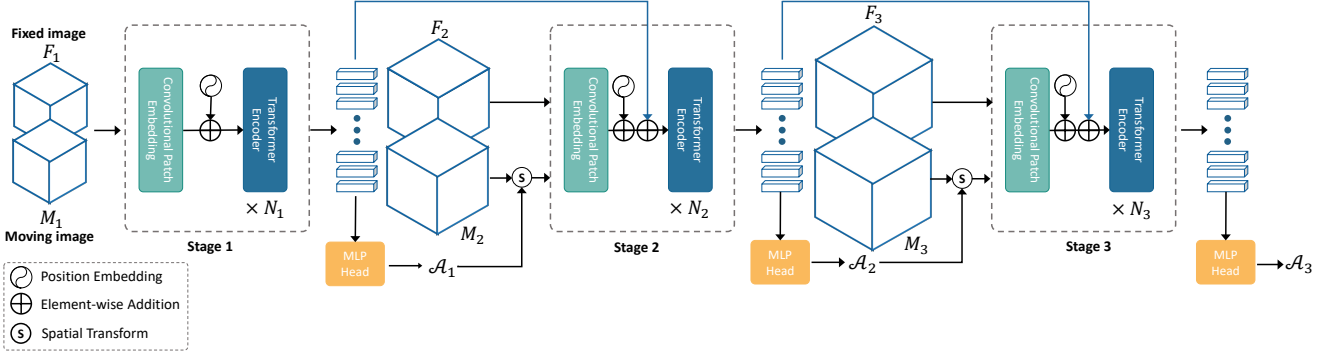 Fixed image
F₁
M₁
Moving image
Convolutional Patch
Embedding
Transformer
Encoder
× N₁
Stage 1
MLP
Head
𝒜₁
F₂
M₂
S
Convolutional Patch
Embedding
Transformer
Encoder
× N₂
Stage 2
MLP
Head
𝒜₂
F₃
M₃
S
Convolutional Patch
Embedding
Transformer
Encoder
× N₃
Stage 3
MLP
Head
𝒜₃
Position Embedding
Element-wise Addition
S Spatial Transform